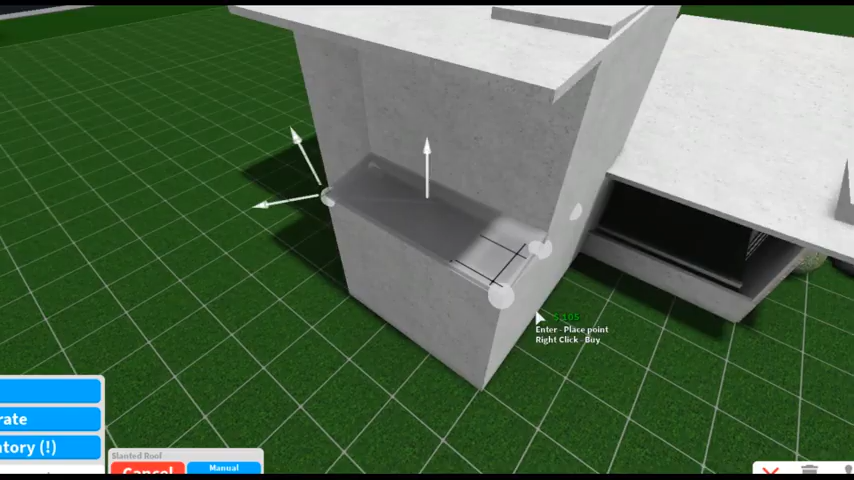 $ 105
Enter - Place point
Right Click - Buy
rate
tory (!)
Slanted Roof
Cancel
Manual